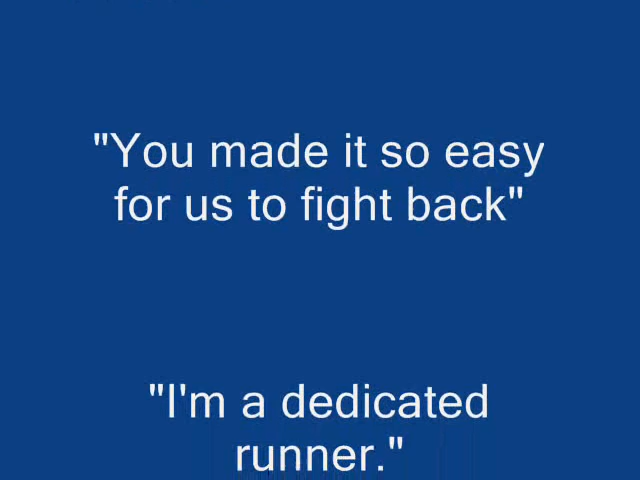 "You made it so easy
for us to fight back"
"I'm a dedicated
runner."